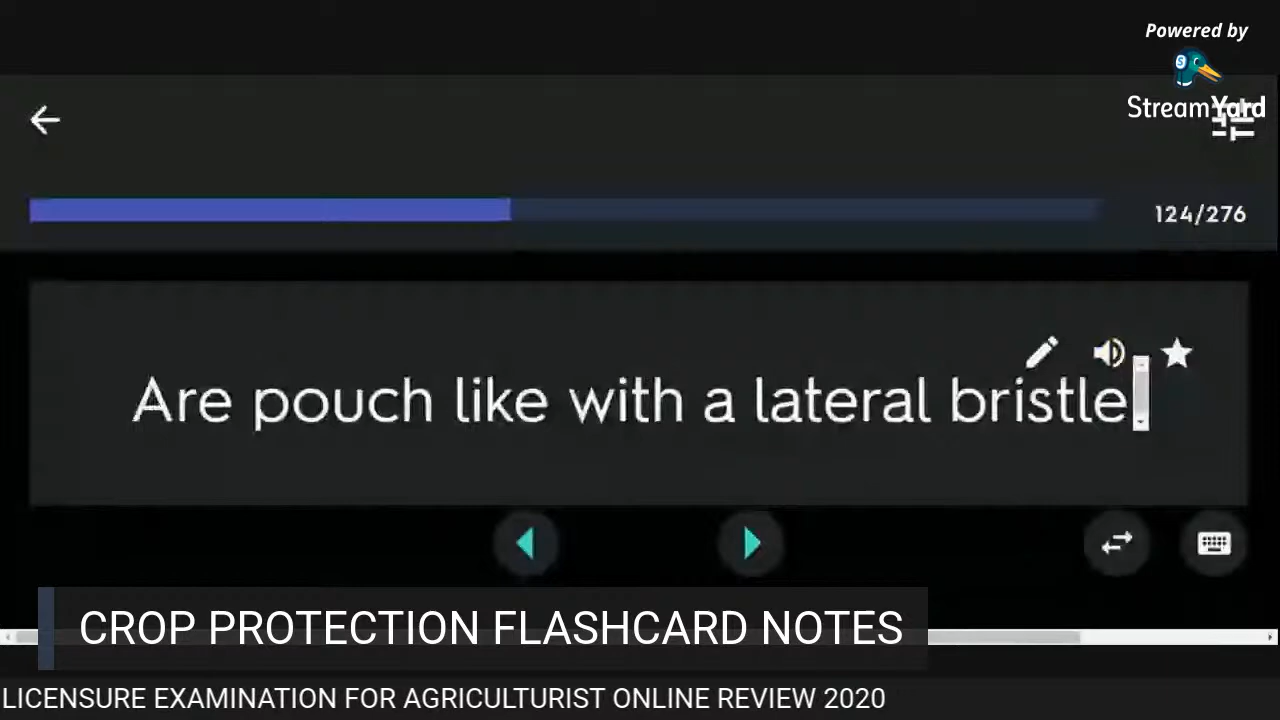 Powered by
StreamYard
124/276
Are pouch like with a lateral bristle
CROP PROTECTION FLASHCARD NOTES
LICENSURE EXAMINATION FOR AGRICULTURIST ONLINE REVIEW 2020